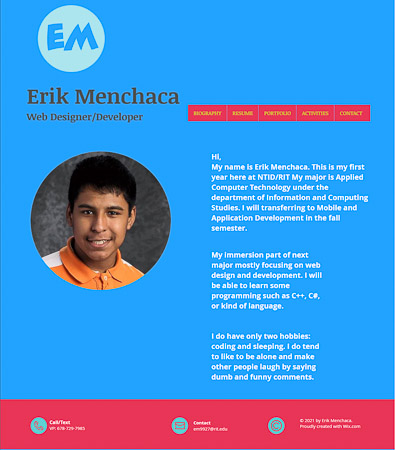 EM
Erik Menchaca
Web Designer/Developer
BIOGRAPHY RESUME PORTFOLIO ACTIVITIES CONTACT
Hi,
My name is Erik Menchaca. This is my first
year here at NTID/RIT My major is Applied
Computer Technology under the
department of Information and Computing
Studies. I will transferring to Mobile and
Application Development in the fall
semester.
My Immersion part of next
major mostly focusing on web
design and development. I will
be able to learn some
programming such as C++, C#,
or kind of language.
I do have only two hobbies:
coding and sleeping. I do tend
to like to be alone and make
other people laugh by saying
dumb and funny comments.
Call/Text
VP: 678-729-7985
Contact
em9927@rit.edu
© 2021 by Erik Menchaca.
Proudly created with Wix.com